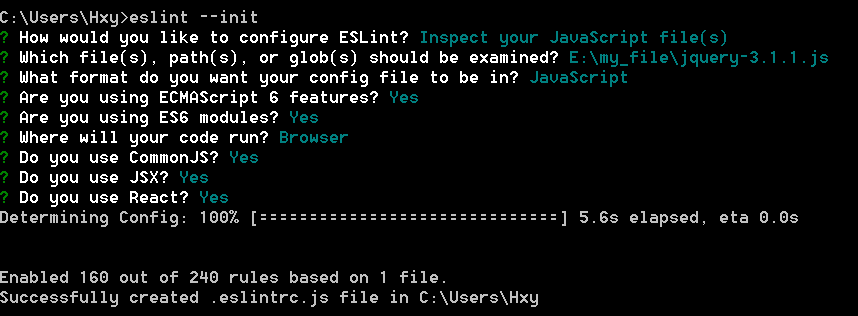 C:\Users\Hxy>eslint --init
? How would you like to configure ESLint? Inspect your JavaScript file(s)
? Which file(s), path(s), or glob(s) should be examined? E:\my_file\jquery-3.1.1.js
? What format do you want your config file to be in? JavaScript
? Are you using ECMAScript 6 features? Yes
? Are you using ES6 modules? Yes
? Where will your code run? Browser
? Do you use CommonJS? Yes
? Do you use JSX? Yes
? Do you use React? Yes
Determining Config: 100% [==============================] 5.6s elapsed, eta 0.0s
Enabled 160 out of 240 rules based on 1 file.
Successfully created .eslintrc.js file in C:\Users\Hxy